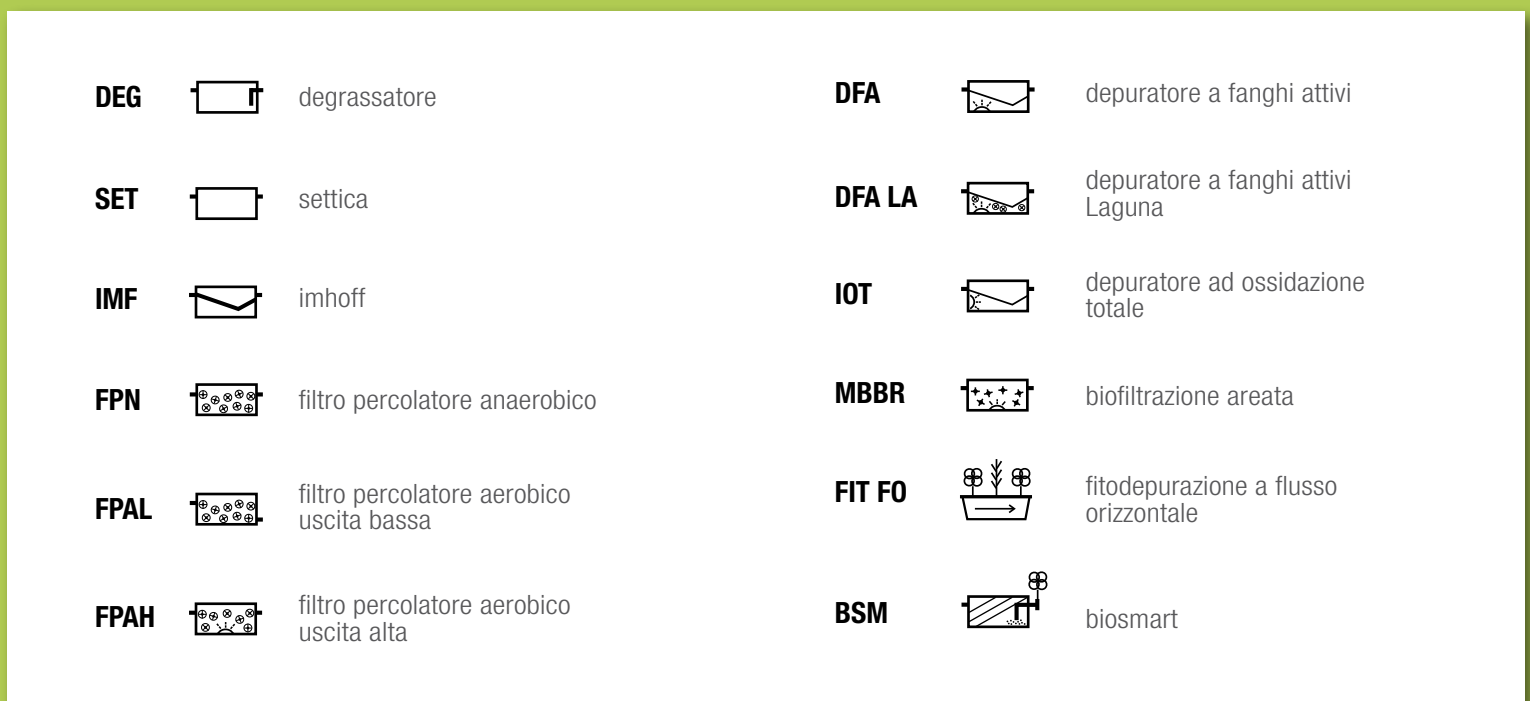 DEG degrassatore
SET settica
IMF imhoff
FPN filtro percolatore anaerobico
FPAL filtro percolatore aerobico
uscita bassa
FPAH filtro percolatore aerobico
uscita alta
DFA depuratore a fanghi attivi
DFA LA depuratore a fanghi attivi
Laguna
IOT depuratore ad ossidazione
totale
MBBR biofiltrazione areata
FIT FO fitodepurazione a flusso
orizzontale
BSM biosmart